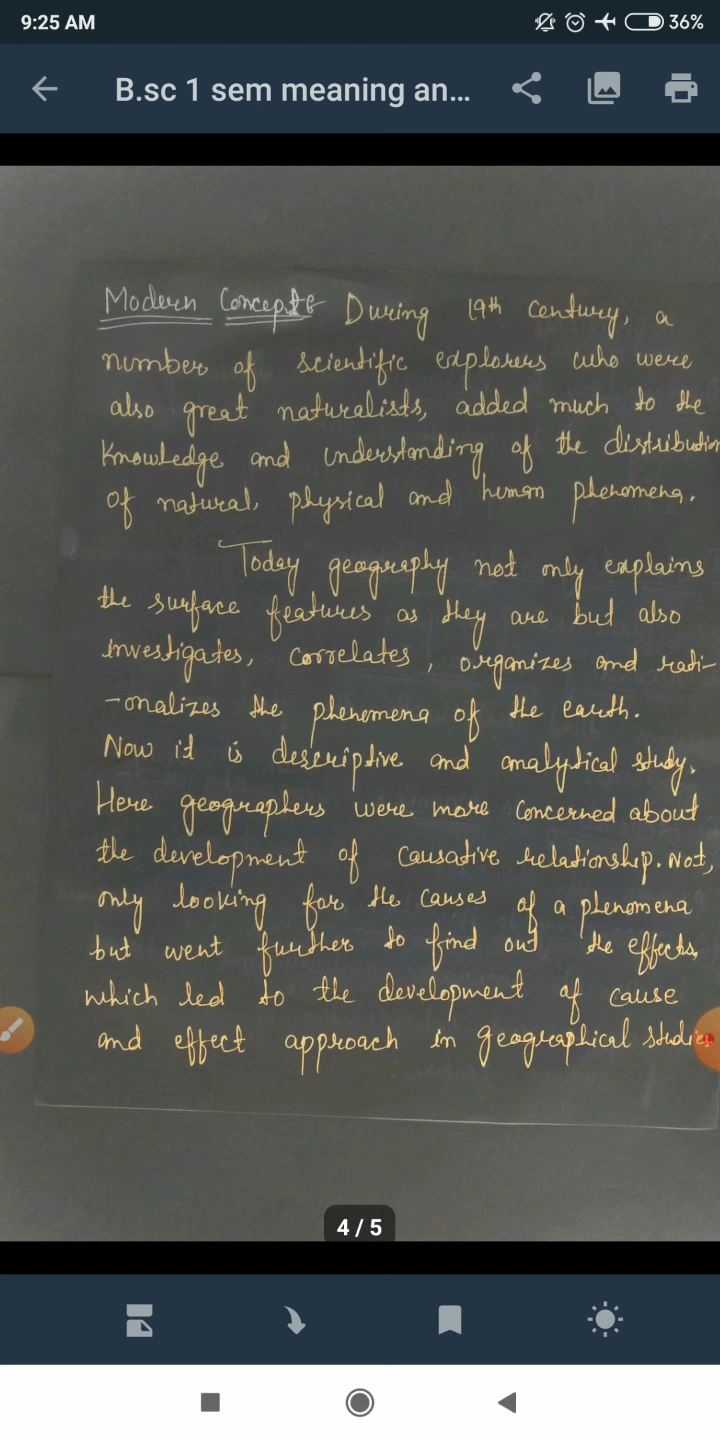 9:25 AM
36%
B.sc 1 sem meaning an...
Modern Concepts During 19th Century, a
number of scientific explorers who were
also great naturalists, added much to the
Knowledge and understanding of the distribution
of natural, physical and human phenomena.
Today geography not only explains
the surface features as they are but also
investigates, correlates, organizes and rati-
-onalizes the phenomena of the earth.
Now it is descriptive and analytical study.
Here geographers were more concerned about
the development of causative relationship. Not,
only looking for the causes of a phenomena
but went further to find out the effects,
which led to the development of cause
and effect approach in geographical studies
4 / 5